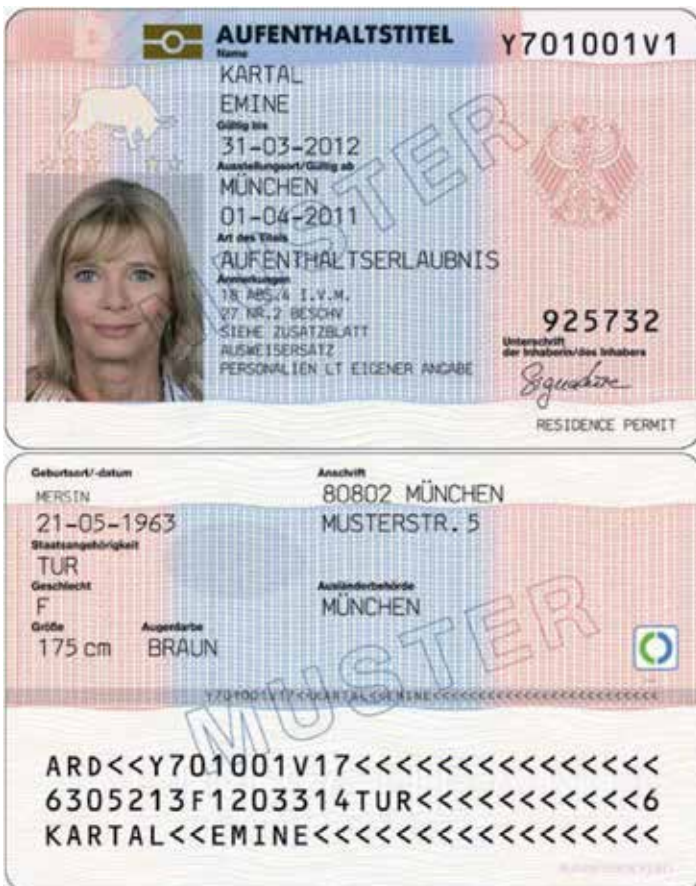 AUFENTHALTSTITEL
Y701001V1
Name
KARTAL
EMINE
Gültig bis
31-03-2012
Ausstellungsort/Gültig ab
MÜNCHEN
01-04-2011
Art des Titels
AUFENTHALTSERLAUBNIS
Anmerkungen
18 ABS.4 I.V.M.
27 NR.2 BESCHV
SIEHE ZUSATZBLATT
AUSWEISERSATZ
PERSONALIEN LT EIGENER ANGABE
925732
Unterschrift
der Inhaberin/des Inhabers
Signature
RESIDENCE PERMIT
MUSTER
Geburtsort/-datum
MERSIN
21-05-1963
Staatsangehörigkeit
TUR
Geschlecht
F
Größe
175 cm
Augenfarbe
BRAUN
Anschrift
80802 MÜNCHEN
MUSTERSTR. 5
Ausländerbehörde
MÜNCHEN
MUSTER
ARD<<Y701001V17<<<<<<<<<<<<<<<
6305213F1203314TUR<<<<<<<<<<<6
KARTAL<<EMINE<<<<<<<<<<<<<<<<<